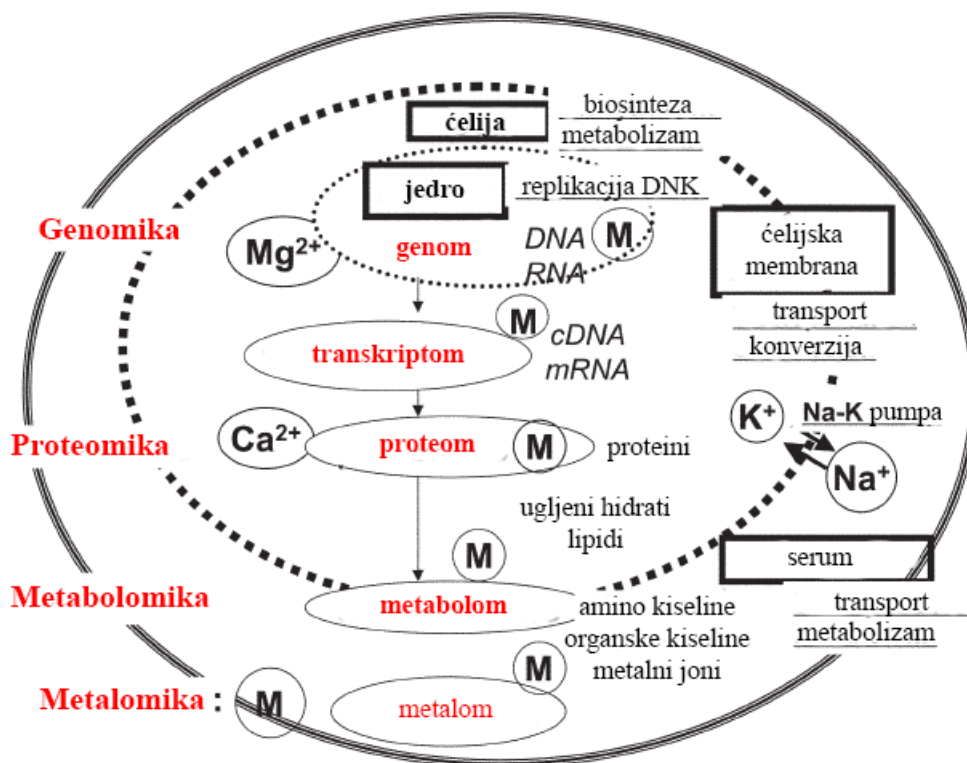 ćelija
biosinteza
metabolizam
jedro
replikacija DNK
Genomika
Mg2+
genom
DNA
M
RNA
ćelijska
membrana
M
transkriptom
cDNA
mRNA
transport
konverzija
K+
Na-K pumpa
Proteomika
Ca2+
proteom
M
proteini
Na+
ugljeni hidrati
lipidi
M
serum
Metabolomika
metabolom
amino kiseline
organske kiseline
metalni joni
transport
metabolizam
M
Metalomika :
M
metalom